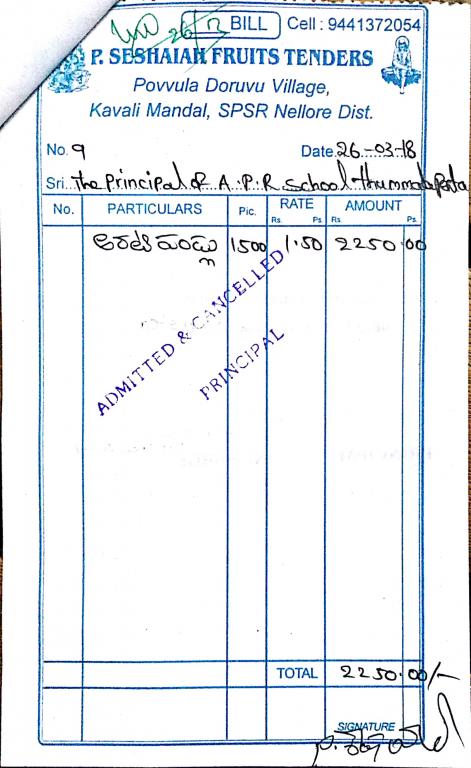 26/3 BILL Cell : 9441372054
P. SESHAIAH FRUITS TENDERS
Povvula Doruvu Village,
Kavali Mandal, SPSR Nellore Dist.
No. 9 Date 26-03-18
Sri. the principal of A.P.R school thummalapenta
No. PARTICULARS Pic. RATE AMOUNT
Rs. Ps. Rs. Ps.
అరటిపండ్లు 1500 1.50 2250.00
ADMITTED & CANCELLED
PRINCIPAL
TOTAL 2250.00/-
SIGNATURE